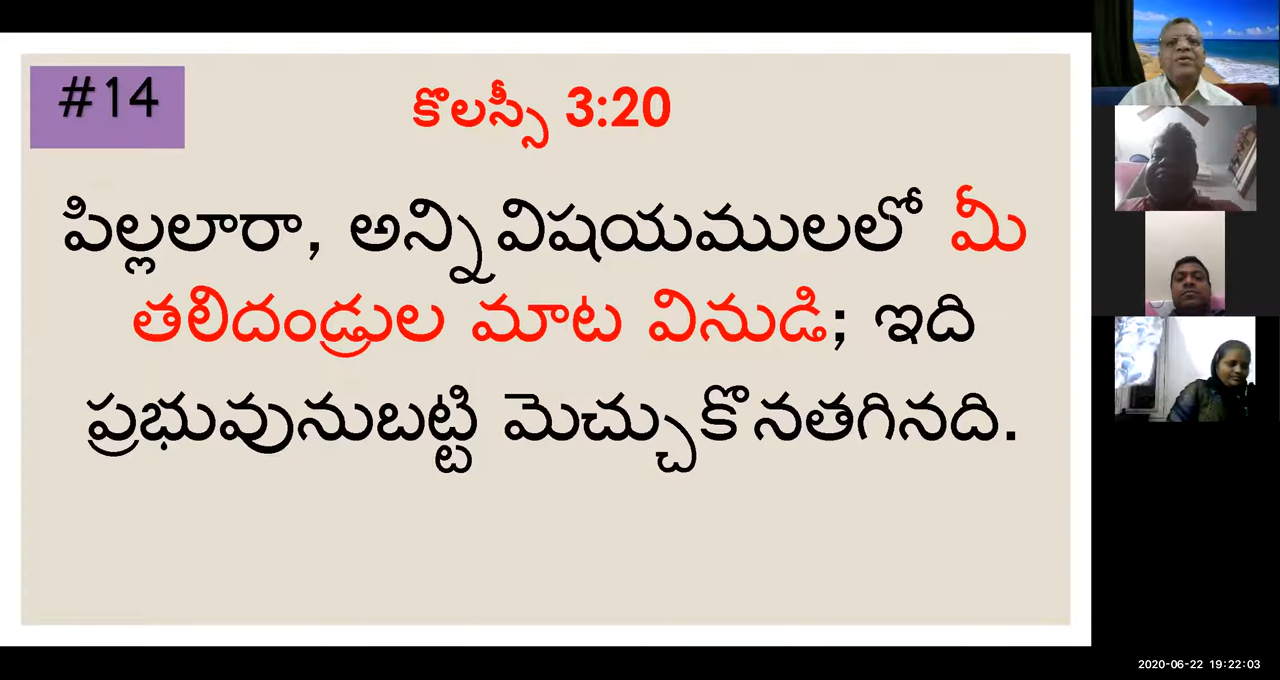 #14
కొలస్సీ 3:20
పిల్లలారా, అన్నివిషయములలో మీ
తలిదండ్రుల మాట వినుడి; ఇది
ప్రభువునుబట్టి మెచ్చుకొనతగినది.
2020-06-22 19:22:03